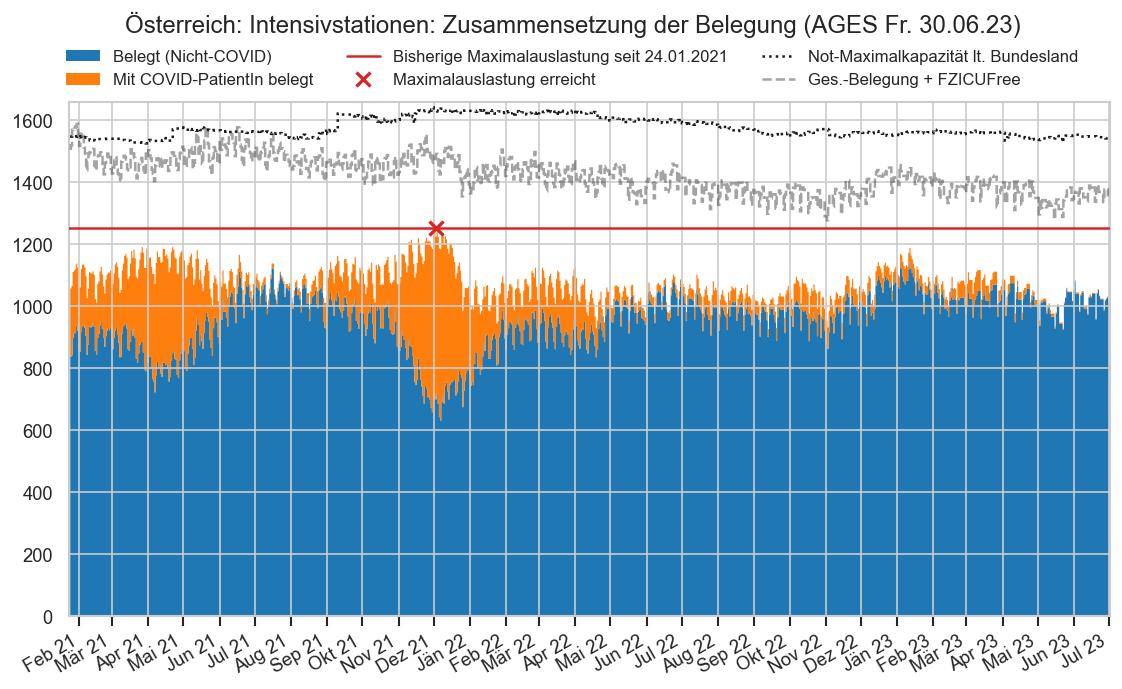 Österreich: Intensivstationen: Zusammensetzung der Belegung (AGES Fr. 30.06.23)
Belegt (Nicht-COVID)
Mit COVID-PatientIn belegt
Bisherige Maximalauslastung seit 24.01.2021
Maximalauslastung erreicht
Not-Maximalkapazität lt. Bundesland
Ges.-Belegung + FZICUFree
1600
1400
1200
1000
800
600
400
200
0
Feb 21
Mär 21
Apr 21
Mai 21
Jun 21
Jul 21
Aug 21
Sep 21
Okt 21
Nov 21
Dez 21
Jän 22
Feb 22
Mär 22
Apr 22
Mai 22
Jun 22
Jul 22
Aug 22
Sep 22
Okt 22
Nov 22
Dez 22
Jän 23
Feb 23
Mär 23
Apr 23
Mai 23
Jun 23
Jul 23